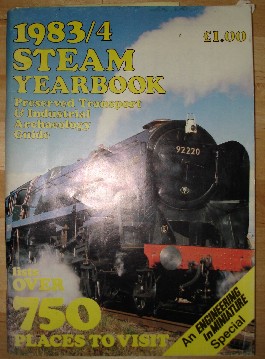 1983/4
£1.00
STEAM
YEARBOOK
Preserved Transport
& Industrial
Archaeology
Guide
92220
lists
OVER
750
PLACES TO VISIT
An ENGINEERING
in MINIATURE
Special